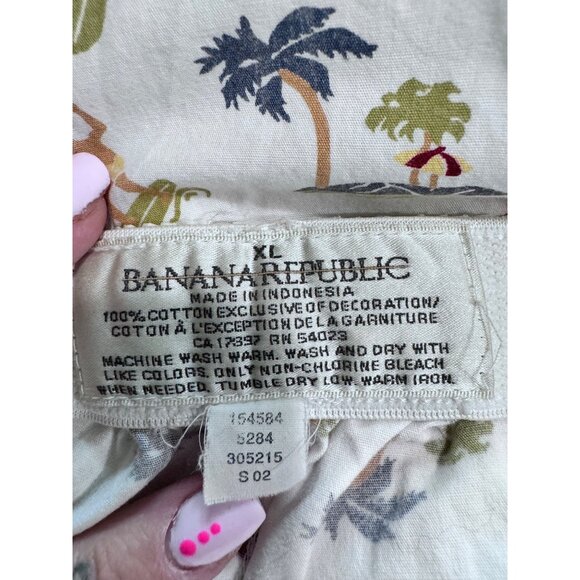 XL
BANANA REPUBLIC
MADE IN INDONESIA
100% COTTON EXCLUSIVE OF DECORATION/
COTON À L'EXCEPTION DE LA GARNITURE
CA 17397 RN 54023
MACHINE WASH WARM. WASH AND DRY WITH
LIKE COLORS. ONLY NON-CHLORINE BLEACH
WHEN NEEDED. TUMBLE DRY LOW. WARM IRON.
154584
5284
305215
S 02